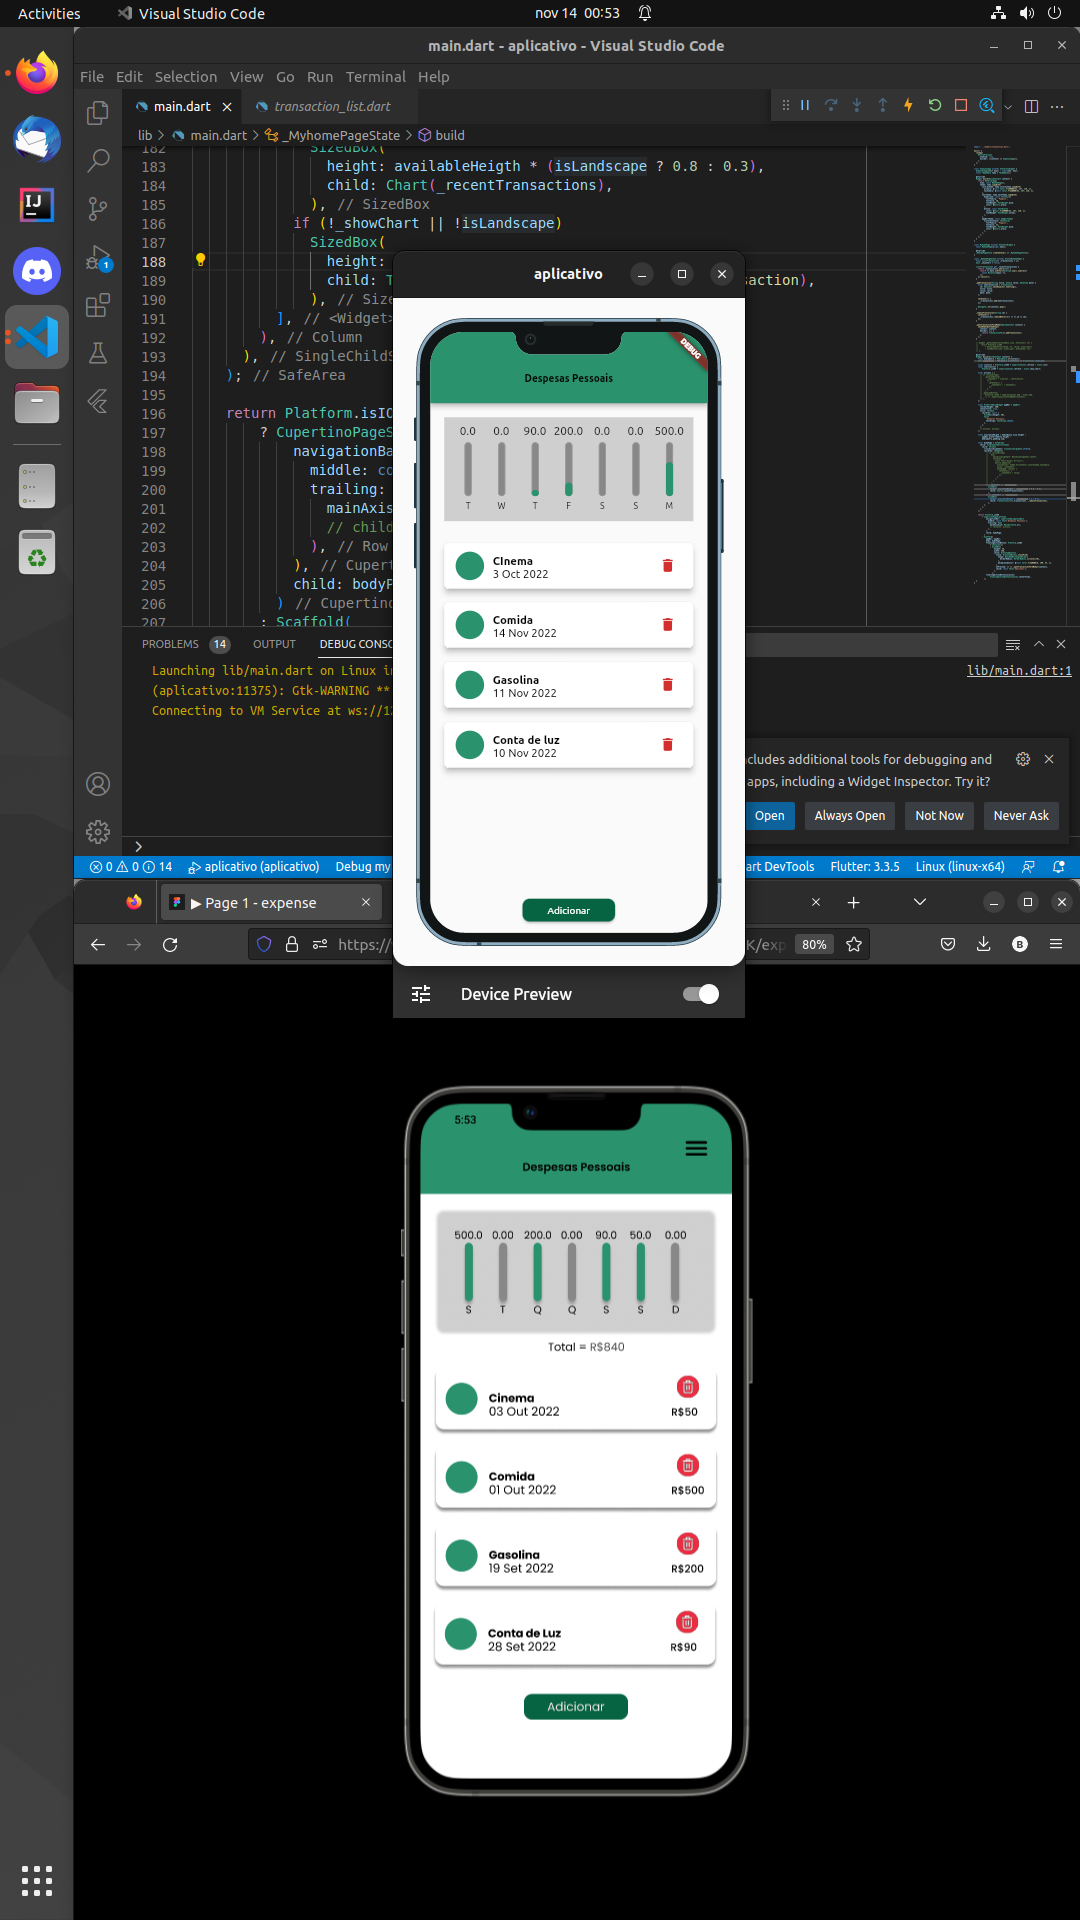 Activities
Visual Studio Code
nov 14 00:53
main.dart - aplicativo - Visual Studio Code
File Edit Selection View Go Run Terminal Help
main.dart
transaction_list.dart
lib > main.dart > _MyhomePageState > build
182 SizedBox(
183 height: availableHeigth * (isLandscape ? 0.8 : 0.3),
184 child: Chart(_recentTransactions),
185 ), // SizedBox
186 if (!_showChart || !isLandscape)
187 SizedBox(
188 height:
189 child: T saction),
190 ), // Size
191 ], // <Widget>
192 ), // Column
193 ), // SingleChildS
194 ); // SafeArea
195
196 return Platform.isIO
197 ? CupertinoPageS
198 navigationBa
199 middle: co
200 trailing:
201 mainAxis
202 // child
203 ), // Row
204 ), // Cupert
205 child: bodyP
206 ) // Cupertino
207 : Scaffold(
PROBLEMS 14 OUTPUT DEBUG CONSO
Launching lib/main.dart on Linux in
lib/main.dart:1
(aplicativo:11375): Gtk-WARNING **
Connecting to VM Service at ws://12
ncludes additional tools for debugging and
apps, including a Widget Inspector. Try it?
Open
Always Open
Not Now
Never Ask
0 0 14 aplicativo (aplicativo) Debug my
art DevTools Flutter: 3.3.5 Linux (linux-x64)
aplicativo
DEBUG
Despesas Pessoais
0.0 0.0 90.0 200.0 0.0 0.0 500.0
T W T F S S M
CInema
3 Oct 2022
Comida
14 Nov 2022
Gasolina
11 Nov 2022
Conta de luz
10 Nov 2022
Adicionar
Device Preview
Page 1 - expense
https://
K/exp
80%
B
IJ
1
5:53
Despesas Pessoais
500.0 0.00 200.0 0.00 90.0 50.0 0.00
S T Q Q S S D
Total = R$840
Cinema
03 Out 2022
R$50
Comida
01 Out 2022
R$500
Gasolina
19 Set 2022
R$200
Conta de Luz
28 Set 2022
R$90
Adicionar